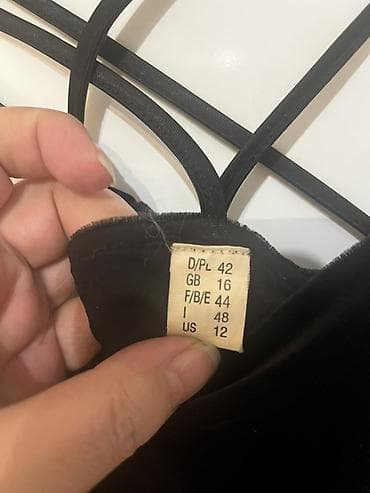 D/PL 42
GB 16
F/B/E 44
I 48
US 12